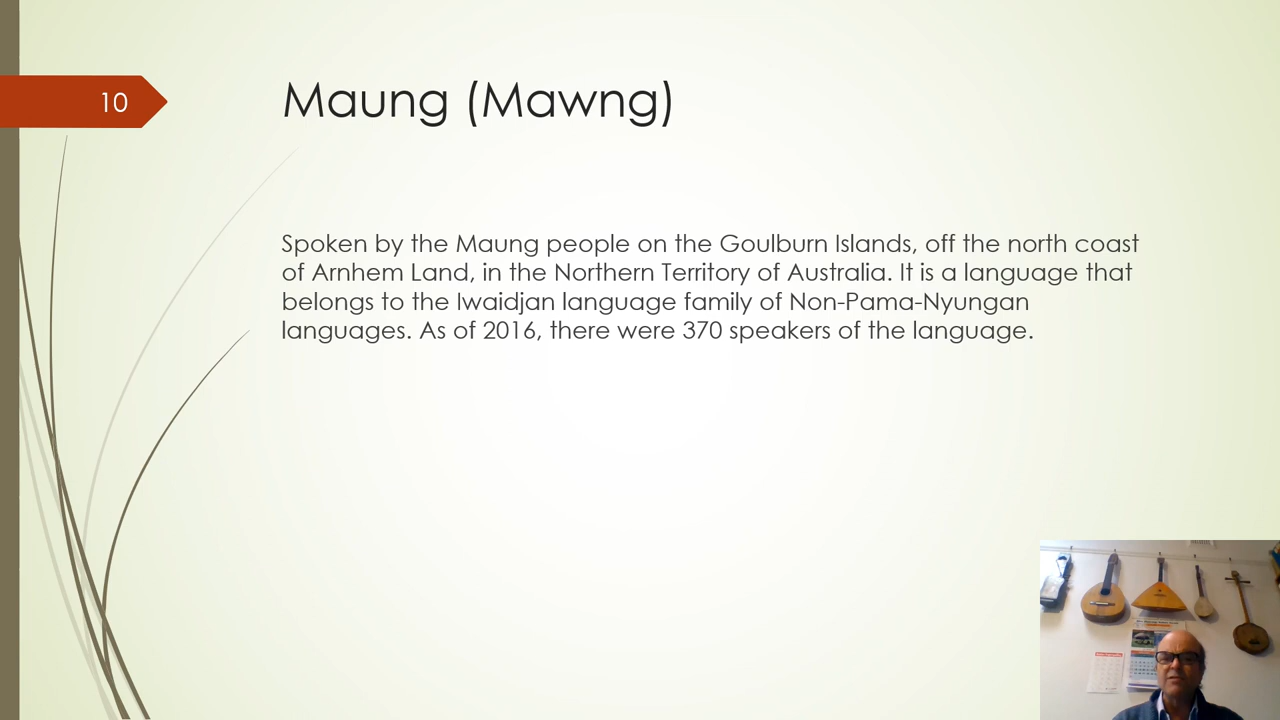 10
Maung (Mawng)
Spoken by the Maung people on the Goulburn Islands, off the north coast
of Arnhem Land, in the Northern Territory of Australia. It is a language that
belongs to the Iwaidjan language family of Non-Pama-Nyungan
languages. As of 2016, there were 370 speakers of the language.